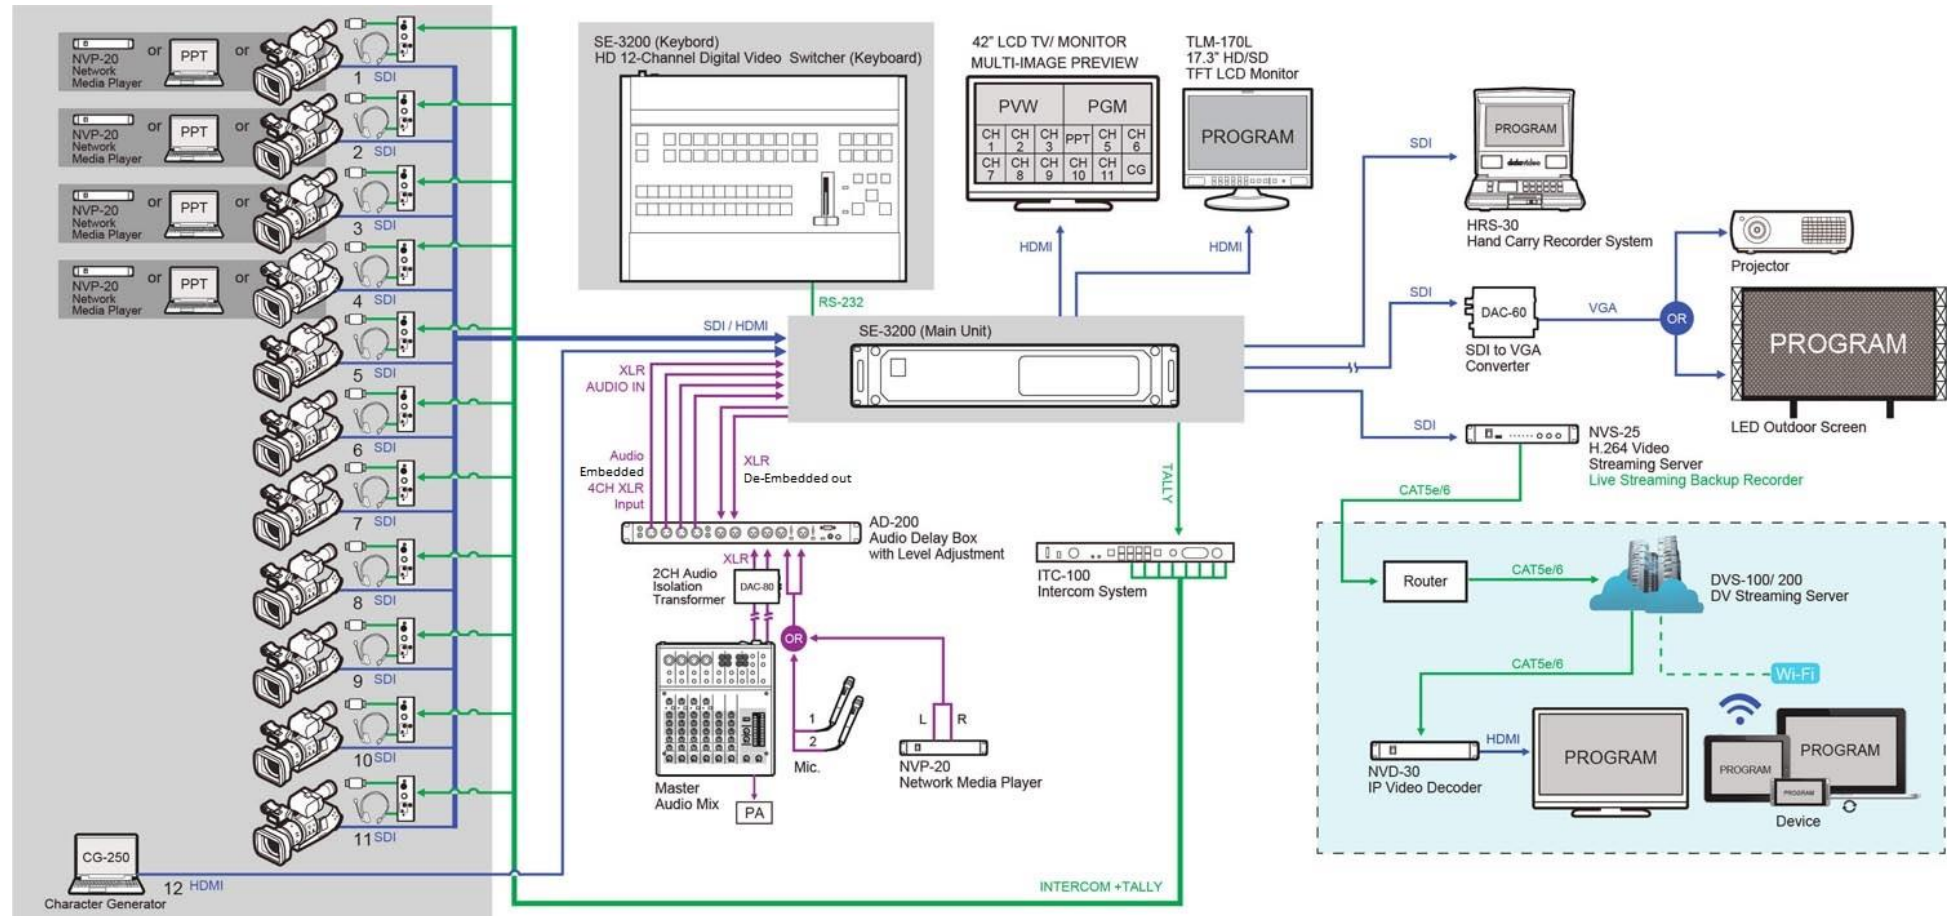 NVP-20
Network
Media Player
or
PPT
or
1 SDI
NVP-20
Network
Media Player
or
PPT
or
2 SDI
NVP-20
Network
Media Player
or
PPT
or
3 SDI
NVP-20
Network
Media Player
or
PPT
or
4 SDI
5 SDI
6 SDI
7 SDI
8 SDI
9 SDI
10 SDI
11 SDI
CG-250
12 HDMI
Character Generator
SE-3200 (Keybord)
HD 12-Channel Digital Video Switcher (Keyboard)
RS-232
42" LCD TV/ MONITOR
MULTI-IMAGE PREVIEW
PVW PGM
CH 1 CH 2 CH 3 PPT CH 5 CH 6
CH 7 CH 8 CH 9 CH 10 CH 11 CG
HDMI
TLM-170L
17.3" HD/SD
TFT LCD Monitor
PROGRAM
HDMI
SDI / HDMI
SE-3200 (Main Unit)
XLR
AUDIO IN
Audio
Embedded
4CH XLR
Input
XLR
De-Embedded out
AD-200
Audio Delay Box
with Level Adjustment
XLR
2CH Audio
Isolation
Transformer
DAC-80
OR
Master
Audio Mix
PA
1
2
Mic.
L R
NVP-20
Network Media Player
TALLY
ITC-100
Intercom System
INTERCOM +TALLY
SDI
PROGRAM
datavideo
HRS-30
Hand Carry Recorder System
SDI
DAC-60
SDI to VGA
Converter
VGA
OR
Projector
PROGRAM
LED Outdoor Screen
SDI
NVS-25
H.264 Video
Streaming Server
Live Streaming Backup Recorder
CAT5e/6
Router
CAT5e/6
DVS-100/ 200
DV Streaming Server
CAT5e/6
Wi-Fi
NVD-30
IP Video Decoder
HDMI
PROGRAM
PROGRAM
PROGRAM
PROGRAM
Device